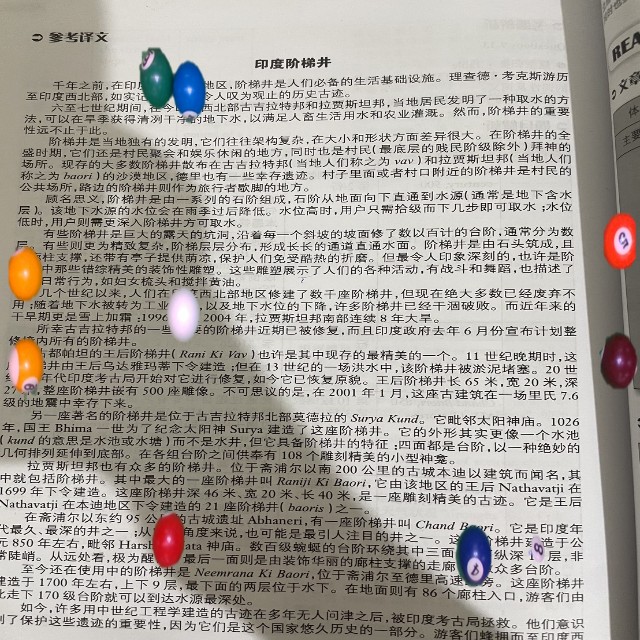 参考译文
印度阶梯井
千年之前,在印 地区,阶梯井是人们必备的生活基础设施。理查德·考克斯游历
至印度西北部,如实记 令人叹为观止的历史古迹。
六至七世纪期间,在今 西北部古吉拉特邦和拉贾斯坦邦,当地居民发明了一种取水的方
法,可以在旱季获得清冽干净的地下水,以满足人畜生活用水和农业灌溉。然而,阶梯井的重要
性远不止于此。
阶梯井是当地独有的发明,它们往往架构复杂,在大小和形状方面差异很大。在阶梯井的全
盛时期,它们还是村民聚会和娱乐休闲的地方,同时也是村民(最底层的贱民阶级除外)拜神的
场所。现存的大多数阶梯井散布在古吉拉特邦(当地人们称之为 vav)和拉贾斯坦邦(当地人们
称之为 baori)的沙漠地区,德里也有一些幸存遗迹。村子里面或者村口附近的阶梯井是村民的
公共场所,路边的阶梯井则作为旅行者歇脚的地方。
顾名思义,阶梯井是由一系列的石阶组成,石阶从地面向下直通到水源(通常是地下含水
层)。该地下水源的水位会在雨季过后降低。水位高时,用户只需拾级而下几步即可取水;水位
低时,用户则需更深入阶梯井方可取水。
有些阶梯井是巨大的露天的坑洞,沿着每一个斜坡的坡面修了数以百计的台阶,通常分为数
层。有些则更为精致复杂,阶梯层层分布,形成长长的通道直通水面。阶梯井是由石头筑成,且
柱支撑,还带有亭子提供荫凉,保护人们免受酷热的折磨。但最令人印象深刻的,也许是阶
中那些错综精美的装饰性雕塑。这些雕塑展示了人们的各种活动,有战斗和舞蹈,也描述了
日常行为,如妇女梳头和搅拌黄油。
几个世纪以来,人们在 西北部地区修建了数千座阶梯井,但现在绝大多数已经废弃不
用;随着地下水被转为工业 以及地下水位的下降,许多阶梯井已经干涸破败。而近年来的
干旱更是雪上加霜;1996 2004 年,拉贾斯坦邦南部连续 8 年大旱。
所幸古吉拉特邦的一些 要的阶梯井近期已被修复,而且印度政府去年 6 月份宣布计划整
修境内所有的阶梯井。
古都帕坦的王后阶梯井(Rani Ki Vav)也许是其中现存的最精美的一个。11 世纪晚期时,这
座阶梯井由王后乌达雅玛蒂下令建造;但在 13 世纪的一场洪水中,该阶梯井被淤泥堵塞。20 世
年代印度考古局开始对它进行修复,如今它已恢复原貌。王后阶梯井长 65 米,宽 20 米,深
27 整座阶梯井嵌有 500 座雕像。不可思议的是,在 2001 年 1 月,这座古建筑在一场里氏 7.6
级的地震中幸存下来。
另一座著名的阶梯井是位于古吉拉特邦北部莫德拉的 Surya Kund。它毗邻太阳神庙。1026
年,国王 Bhima 一世为了纪念太阳神 Surya 建造了这座阶梯井。它的外形其实更像一个水池
(kund 的意思是水池或水塘)而不是水井,但它具备阶梯井的特征;四面都是台阶,以一种绝妙的
几何排列延伸到底部。在各组台阶之间供奉有 108 个雕刻精美的小型神龛。
拉贾斯坦邦也有众多的阶梯井。位于斋浦尔以南 200 公里的古城本迪以建筑而闻名,其
中就包括阶梯井。其中最大的一座阶梯井叫 Raniji Ki Baori,它由该地区的王后 Nathavatji 在
1699 年下令建造。这座阶梯井深 46 米、宽 20 米、长 40 米,是一座雕刻精美的古迹。它是王后
Nathavatji 在本迪地区下令建造的 21 座阶梯井(baoris)之一。
在斋浦尔以东约 95 公 的古城遗址 Abhaneri,有一座阶梯井叫 Chand Baori。它是印度年
代最久、最深的井之一;从 角度来说,也可能是最引人注目的井之一。这 阶梯井建造于公
元 850 年左右,毗邻 Harsh ata 神庙。数百级蜿蜒的台阶环绕其中三面 纵深 层,非
常陡峭。从远处看,极为醒 最后一面则是由装饰华丽的廊柱支撑的走廊 众多台阶。
至今还在使用中的阶梯井是 Neemrana Ki Baori,位于斋浦尔至德里高速 旁。这座阶梯井
建造于 1700 年左右,上下 9 层,最下面的两层位于水下。在地面有 86 个廊柱入口,游客们由
此走下 170 级台阶就可以到达水源最深处。
如今,许多用中世纪工程学建造的古迹在多年无人问津之后,被印度考古局拯救。他们意识
到了保护这些遗迹的重要性,因为它们是这个国家悠久历史的一部分。游客们蜂拥而至印度西
REA
文章
体
主要
5
8